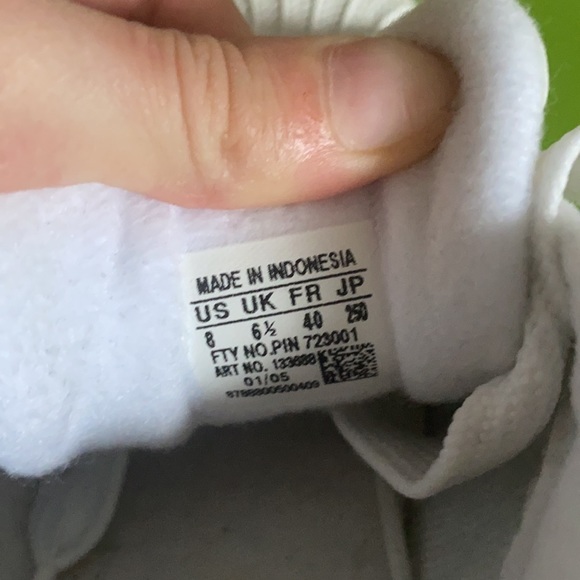 MADE IN INDONESIA
US UK FR JP
8 6½ 40 250
FTY NO.PIN 723001
ART NO. 133688
01/05
8788800500409